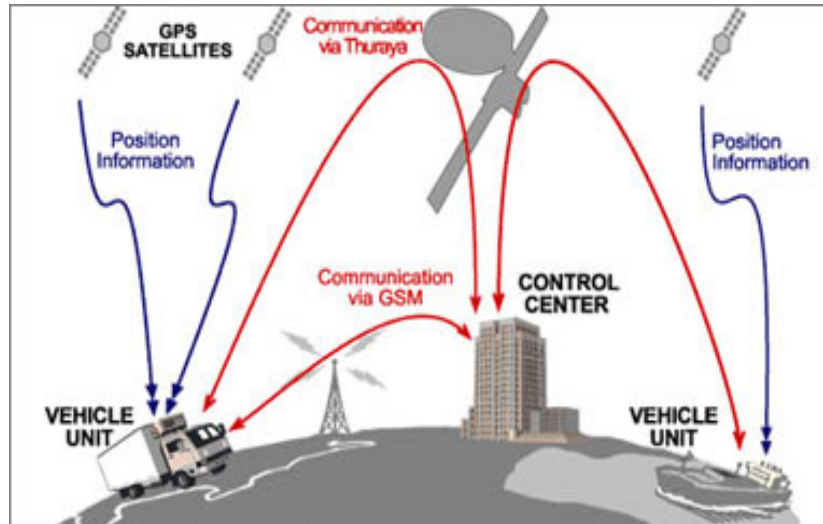 GPS
SATELLITES
Communication
via Thuraya
Position
Information
Position
Information
Communication
via GSM
CONTROL
CENTER
VEHICLE
UNIT
VEHICLE
UNIT